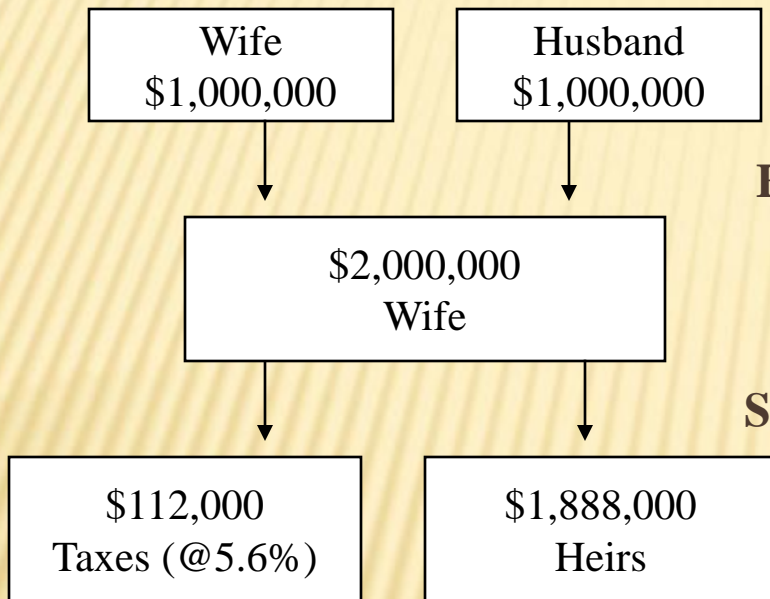 Wife
$1,000,000
Husband
$1,000,000
$2,000,000
Wife
$112,000
Taxes (@5.6%)
$1,888,000
Heirs